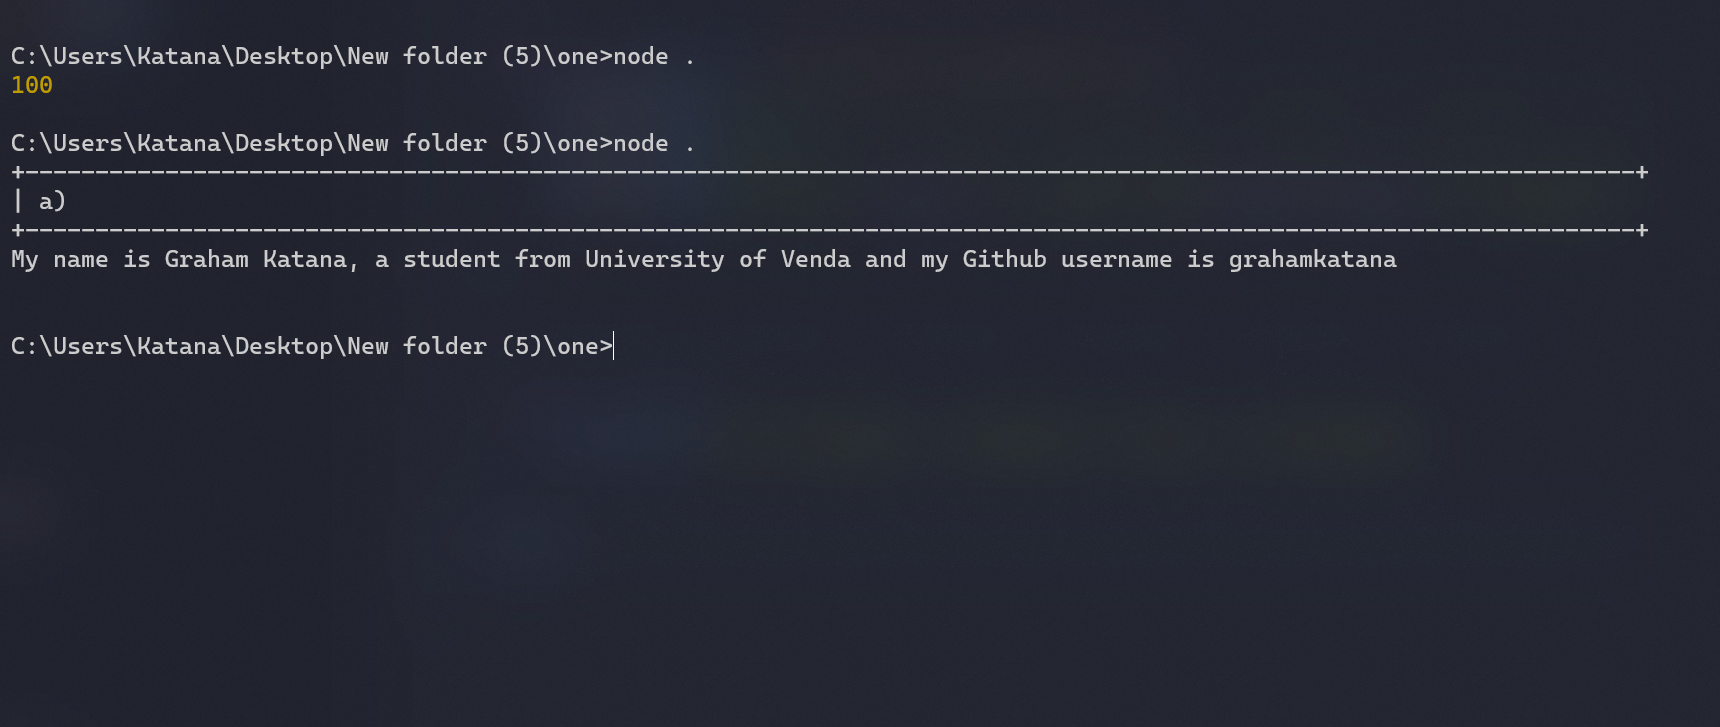 C:\Users\Katana\Desktop\New folder (5)\one>node .
100
C:\Users\Katana\Desktop\New folder (5)\one>node .
+-------------------------------------------------------------------------------------------------------------------+
| a)
+-------------------------------------------------------------------------------------------------------------------+
My name is Graham Katana, a student from University of Venda and my Github username is grahamkatana
C:\Users\Katana\Desktop\New folder (5)\one>